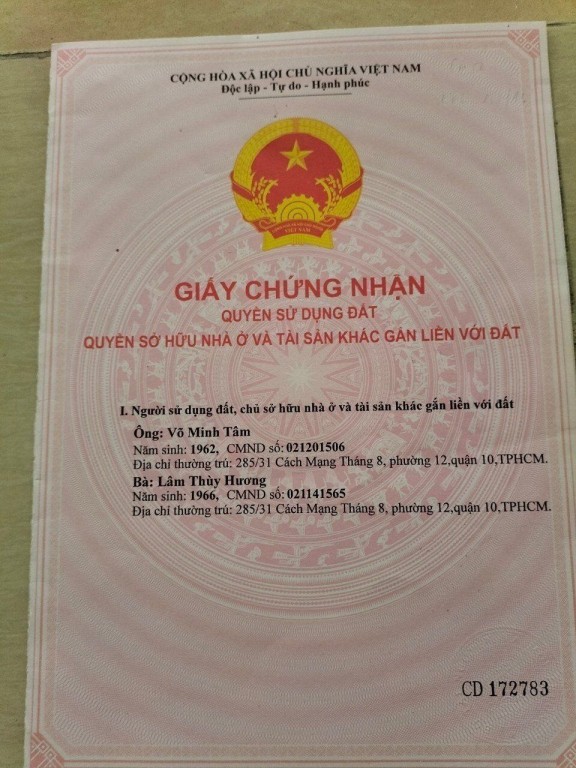 CỘNG HÒA XÃ HỘI CHỦ NGHĨA VIỆT NAM
Độc lập - Tự do - Hạnh phúc
VIỆT NAM
GIẤY CHỨNG NHẬN
QUYỀN SỬ DỤNG ĐẤT
QUYỀN SỞ HỮU NHÀ Ở VÀ TÀI SẢN KHÁC GẮN LIỀN VỚI ĐẤT
I. Người sử dụng đất, chủ sở hữu nhà ở và tài sản khác gắn liền với đất
Ông: Võ Minh Tâm
Năm sinh: 1962, CMND số: 021201506
Địa chỉ thường trú: 285/31 Cách Mạng Tháng 8, phường 12,quận 10,TPHCM.
Bà: Lâm Thùy Hương
Năm sinh: 1966, CMND số: 021141565
Địa chỉ thường trú: 285/31 Cách Mạng Tháng 8, phường 12,quận 10,TPHCM.
CD 172783